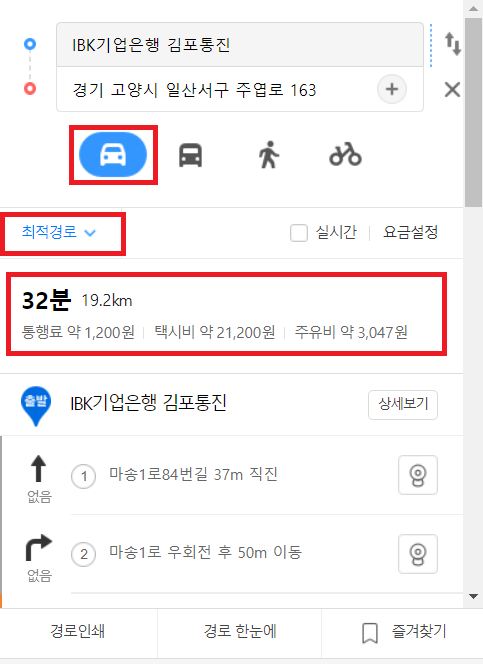 IBK기업은행 김포통진
경기 고양시 일산서구 주엽로 163
최적경로
실시간
요금설정
32분 19.2km
통행료 약 1,200원 택시비 약 21,200원 주유비 약 3,047원
출발 IBK기업은행 김포통진 상세보기
없음 1 마송1로84번길 37m 직진
없음 2 마송1로 우회전 후 50m 이동
경로인쇄 경로 한눈에 즐겨찾기